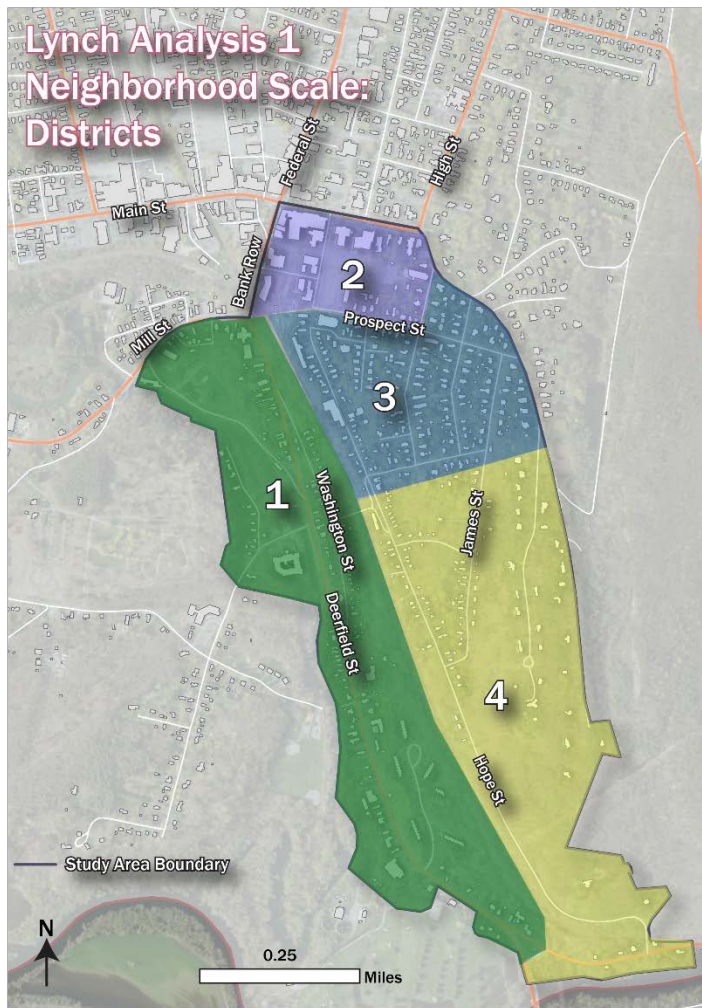 Lynch Analysis 1
Neighborhood Scale:
Districts
Federal St
High St
Main St
Bank Row
2
Prospect St
Mill St
3
1
Washington St
James St
Deerfield St
4
Hope St
Study Area Boundary
N
0.25
Miles